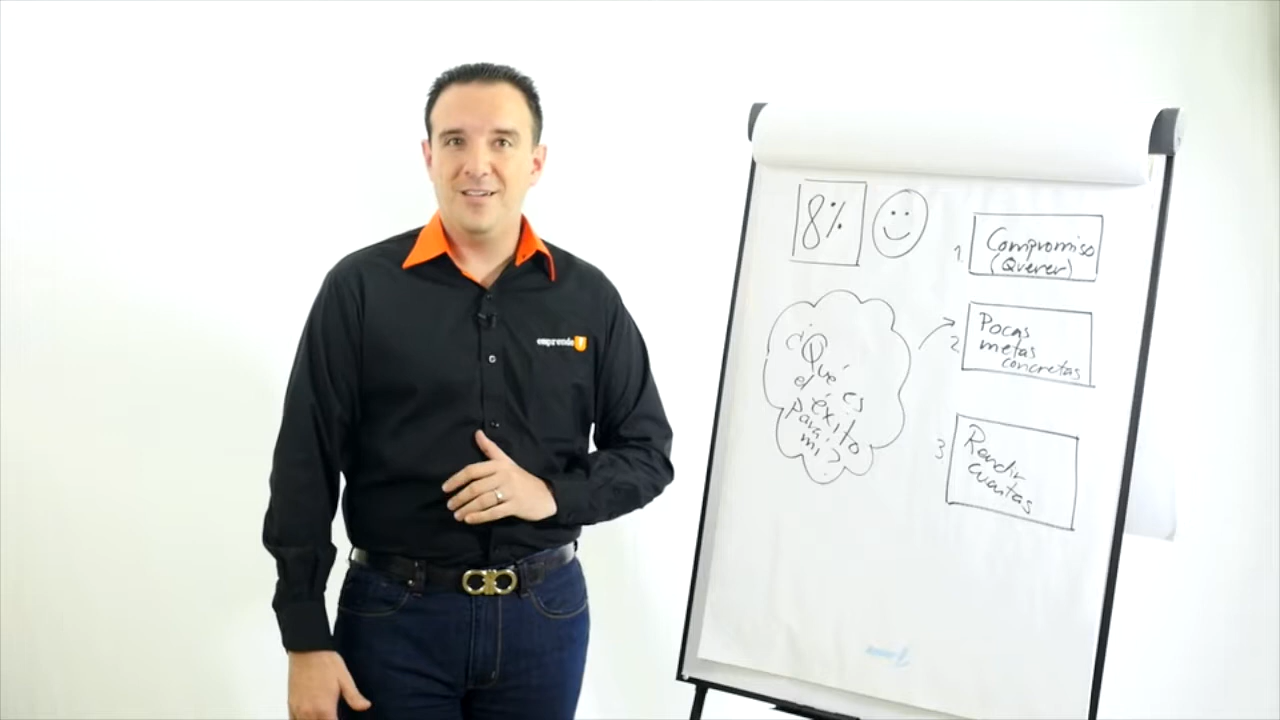 emprende
8%
1. Compromiso
(Querer)
¿Qué es
el éxito
para
mi?
2. Pocas
metas
concretas
3 Rendir
cuentas